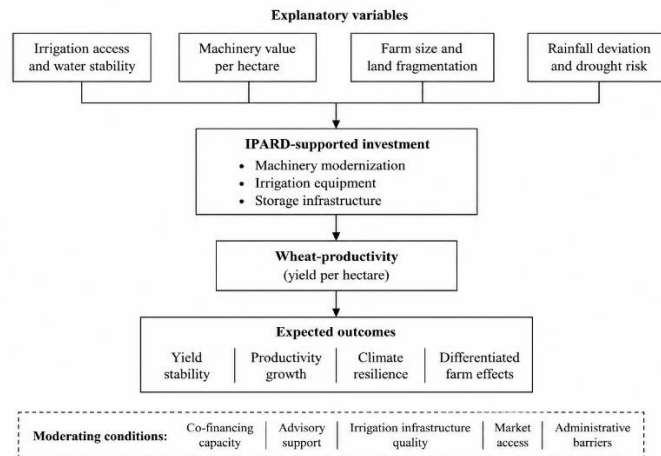 Explanatory variables
Irrigation access
and water stability
Machinery value
per hectare
Farm size and
land fragmentation
Rainfall deviation
and drought risk
IPARD-supported investment
• Machinery modernization
• Irrigation equipment
• Storage infrastructure
Wheat-productivity
(yield per hectare)
Expected outcomes
Yield
stability
Productivity
growth
Climate
resilience
Differentiated
farm effects
Moderating conditions:
Co-financing
capacity
Advisory
support
Irrigation infrastructure
quality
Market
access
Administrative
barriers